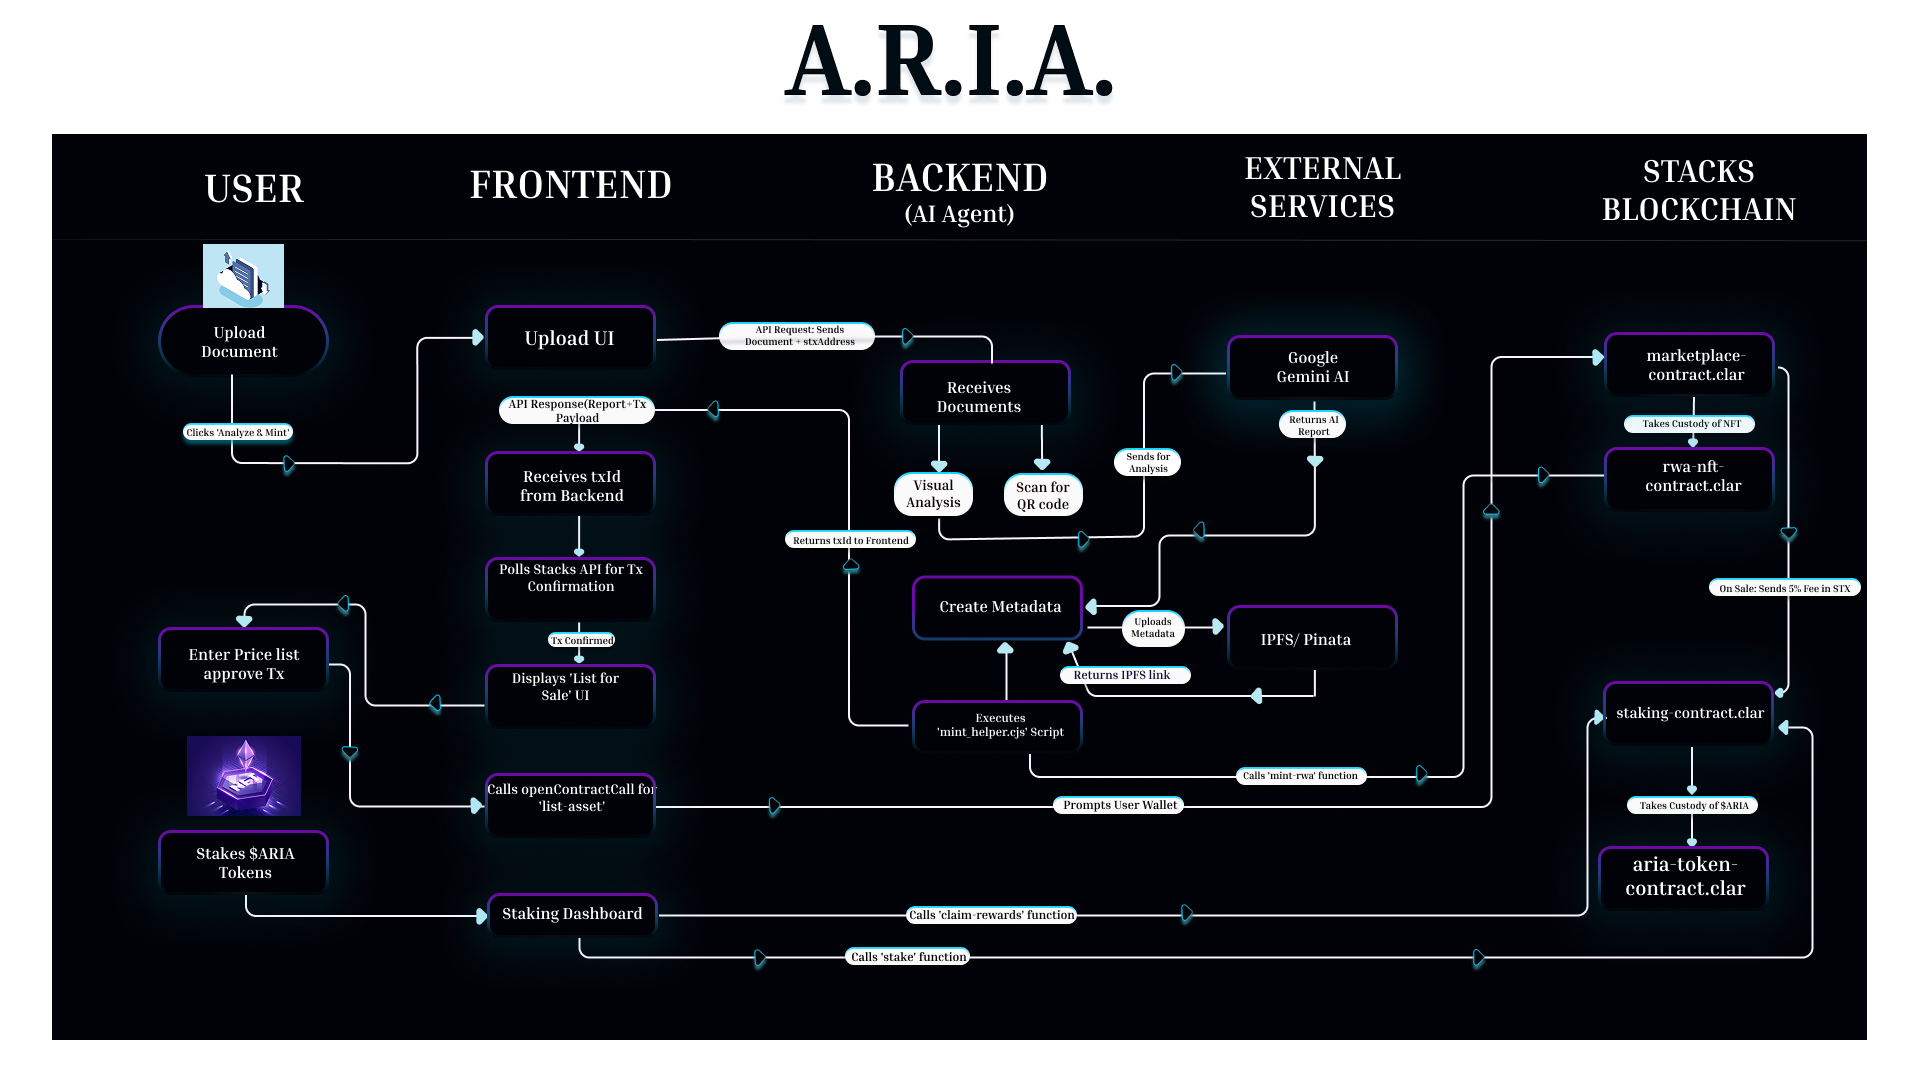 A.R.I.A.
USER
FRONTEND
BACKEND
(AI Agent)
EXTERNAL
SERVICES
STACKS
BLOCKCHAIN
Upload
Document
Clicks 'Analyze & Mint'
Enter Price list
approve Tx
NFT
Stakes $ARIA
Tokens
Upload UI
API Request: Sends
Document + stxAddress
API Response(Report+Tx
Payload
Receives txId
from Backend
Polls Stacks API for Tx
Confirmation
Tx Confirmed
Displays 'List for
Sale' UI
Calls openContractCall for
'list-asset'
Staking Dashboard
Receives
Documents
Visual
Analysis
Scan for
QR code
Returns txId to Frontend
Sends for
Analysis
Create Metadata
Uploads
Metadata
Returns IPFS link
Executes
'mint_helper.cjs' Script
Calls 'mint-rwa' function
Prompts User Wallet
Calls 'claim-rewards' function
Calls 'stake' function
Google
Gemini AI
Returns AI
Report
IPFS/ Pinata
marketplace-
contract.clar
Takes Custody of NFT
rwa-nft-
contract.clar
On Sale: Sends 5% Fee in STX
staking-contract.clar
Takes Custody of $ARIA
aria-token-
contract.clar